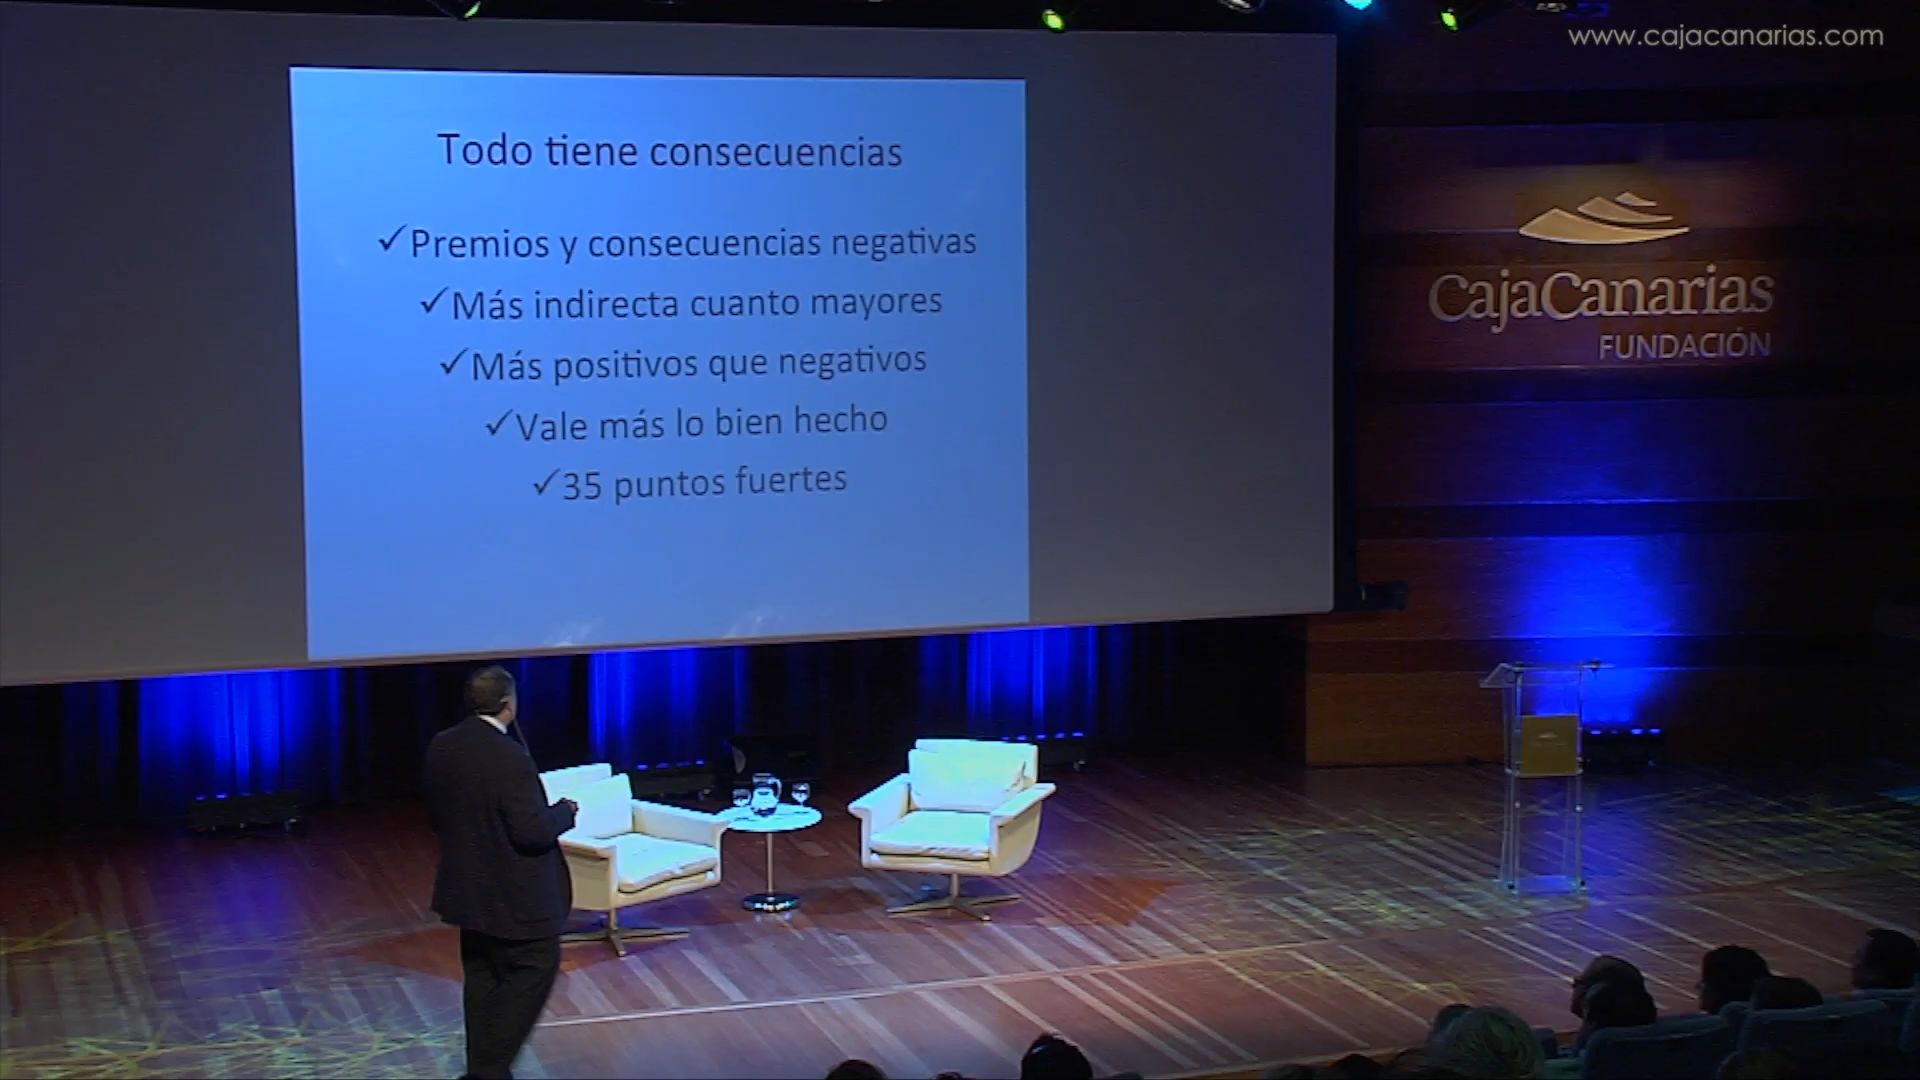 www.cajacanarias.com
Todo tiene consecuencias
✓Premios y consecuencias negativas
✓Más indirecta cuanto mayores
✓Más positivos que negativos
✓Vale más lo bien hecho
✓35 puntos fuertes
CajaCanarias
FUNDACIÓN